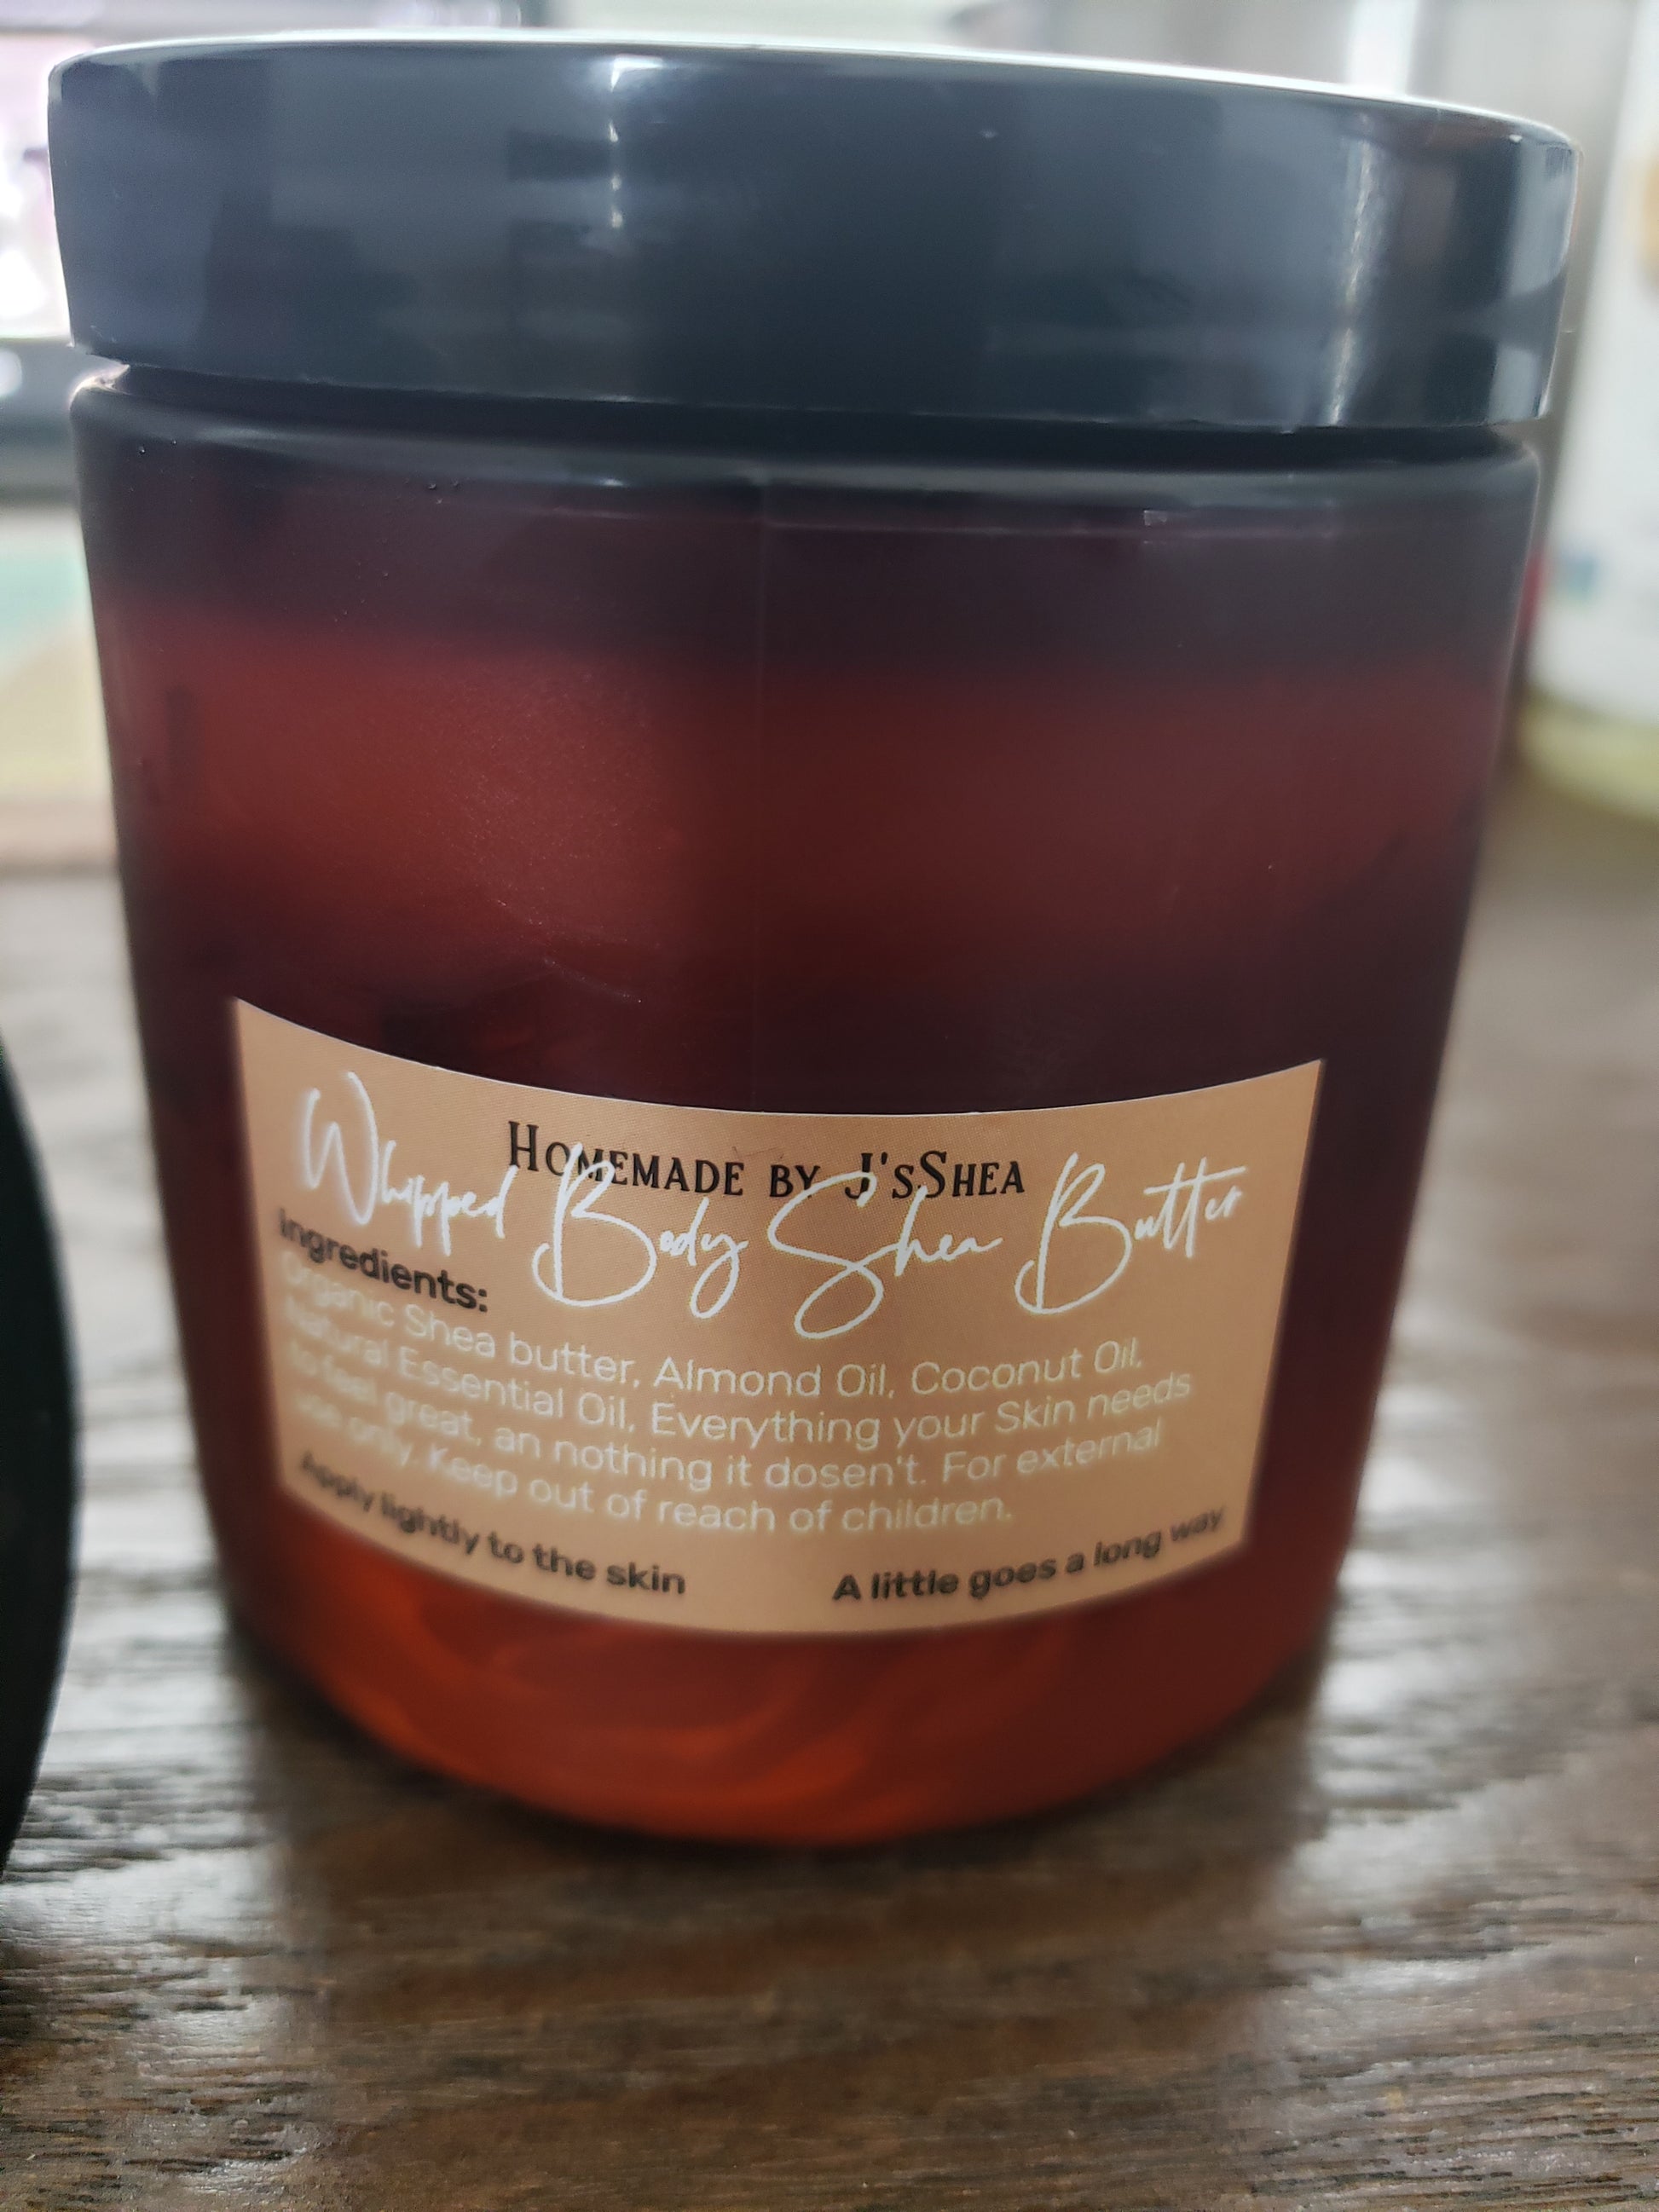 Homemade by J'sShea
Whipped Body Shea Butter
Ingredients:
Organic Shea butter, Almond Oil, Coconut Oil,
Natural Essential Oil, Everything your Skin needs
to feel great, an nothing it dosen't. For external
use only. Keep out of reach of children.
Apply lightly to the skin
A little goes a long way